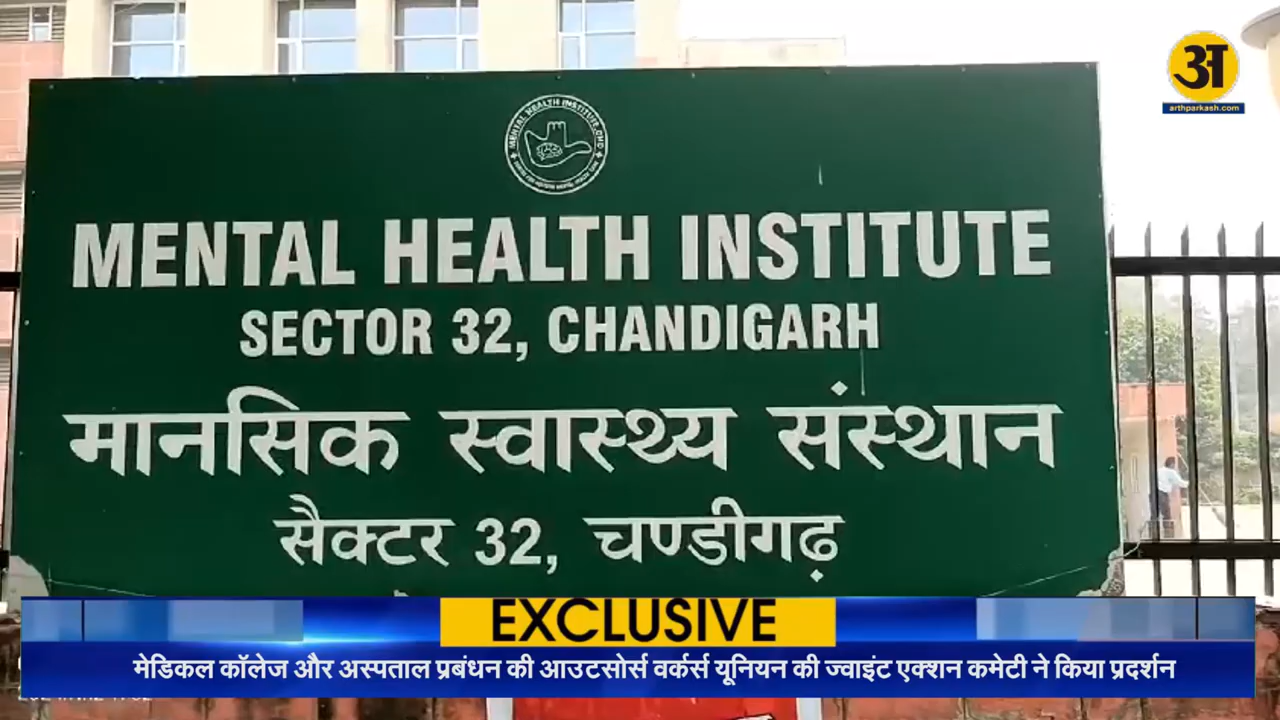 अ
arthparkash.com
MENTAL HEALTH INSTITUTE
SECTOR 32, CHANDIGARH
मानसिक स्वास्थ्य संस्थान
सैक्टर 32, चण्डीगढ़
EXCLUSIVE
मेडिकल कॉलेज और अस्पताल प्रबंधन की आउटसोर्स वर्कर्स यूनियन की ज्वाइंट एक्शन कमेटी ने किया प्रदर्शन